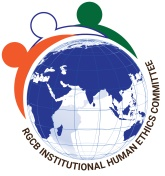 RGCB INSTITUTIONAL HUMAN ETHICS COMMITTEE